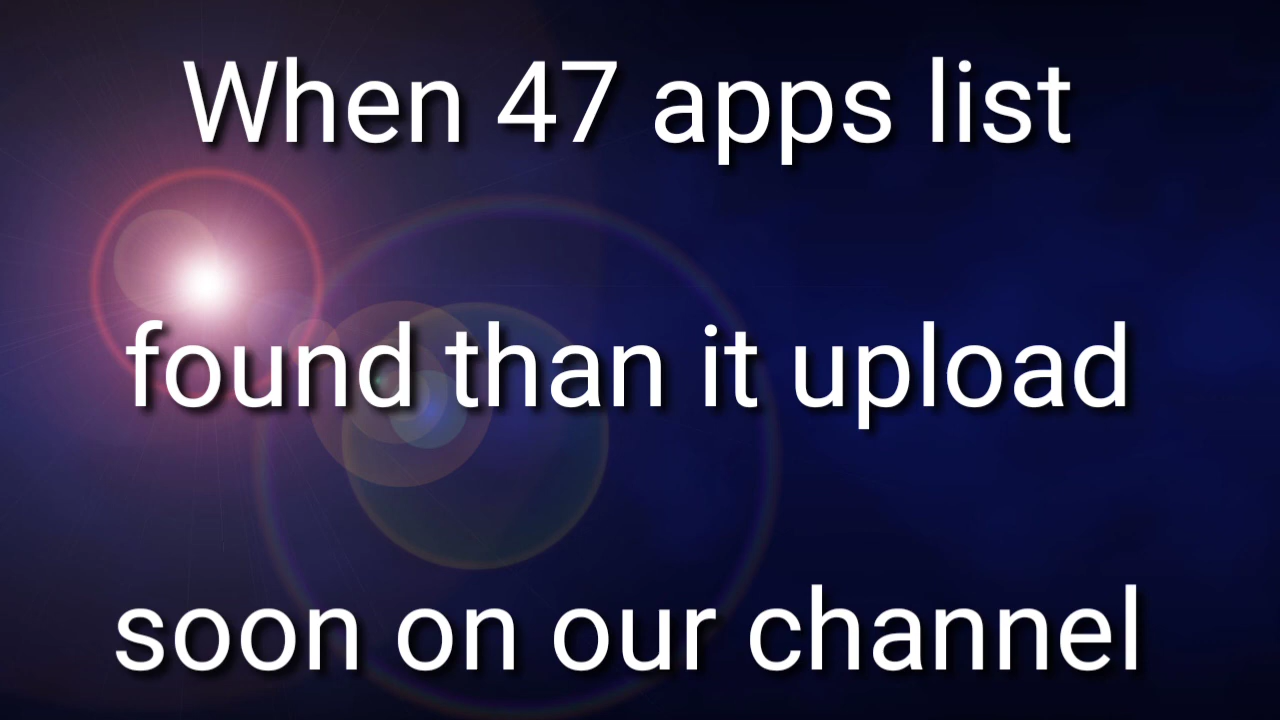 When 47 apps list
found than it upload
soon on our channel